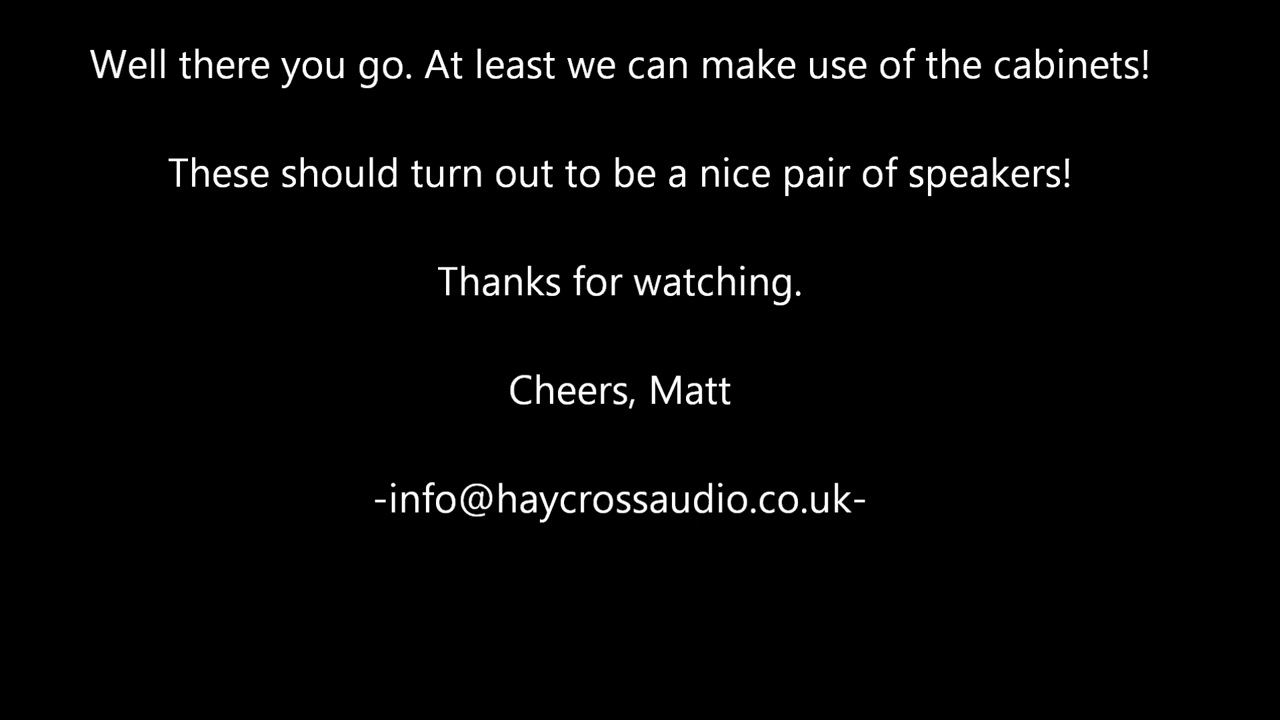 Well there you go. At least we can make use of the cabinets!
These should turn out to be a nice pair of speakers!
Thanks for watching.
Cheers, Matt
-info@haycrossaudio.co.uk-